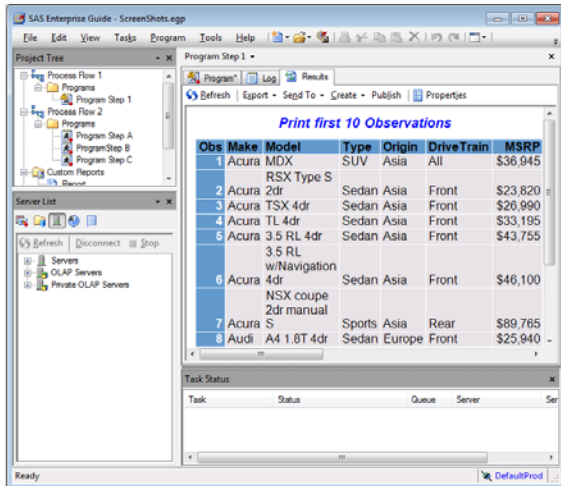 SAS Enterprise Guide - ScreenShots.egp
File Edit View Tasks Program Tools Help
Project Tree
Process Flow 1
Programs
Program Step 1
Process Flow 2
Programs
Program Step A
ProgramStep B
Program Step C
Custom Reports
Report
Server List
Refresh Disconnect Stop
Servers
OLAP Servers
Private OLAP Servers
Program Step 1
Program* Log Results
Refresh Export Send To Create Publish Properties
Print first 10 Observations
Obs Make Model Type Origin DriveTrain MSRP
1 Acura MDX SUV Asia All $36,945
RSX Type S
2 Acura 2dr Sedan Asia Front $23,820
3 Acura TSX 4dr Sedan Asia Front $26,990
4 Acura TL 4dr Sedan Asia Front $33,195
5 Acura 3.5 RL 4dr Sedan Asia Front $43,755
3.5 RL
w/Navigation
6 Acura 4dr Sedan Asia Front $46,100
NSX coupe
2dr manual
7 Acura S Sports Asia Rear $89,765
8 Audi A4 1.8T 4dr Sedan Europe Front $25,940
Task Status
Task Status Queue Server Ser
Ready
DefaultProd